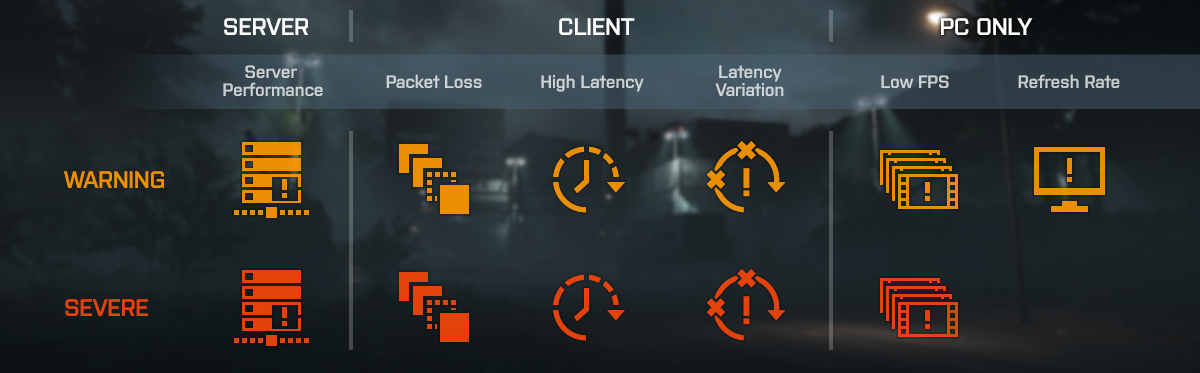 SERVER
CLIENT
PC ONLY
Server
Performance
Packet Loss
High Latency
Latency
Variation
Low FPS
Refresh Rate
WARNING
SEVERE